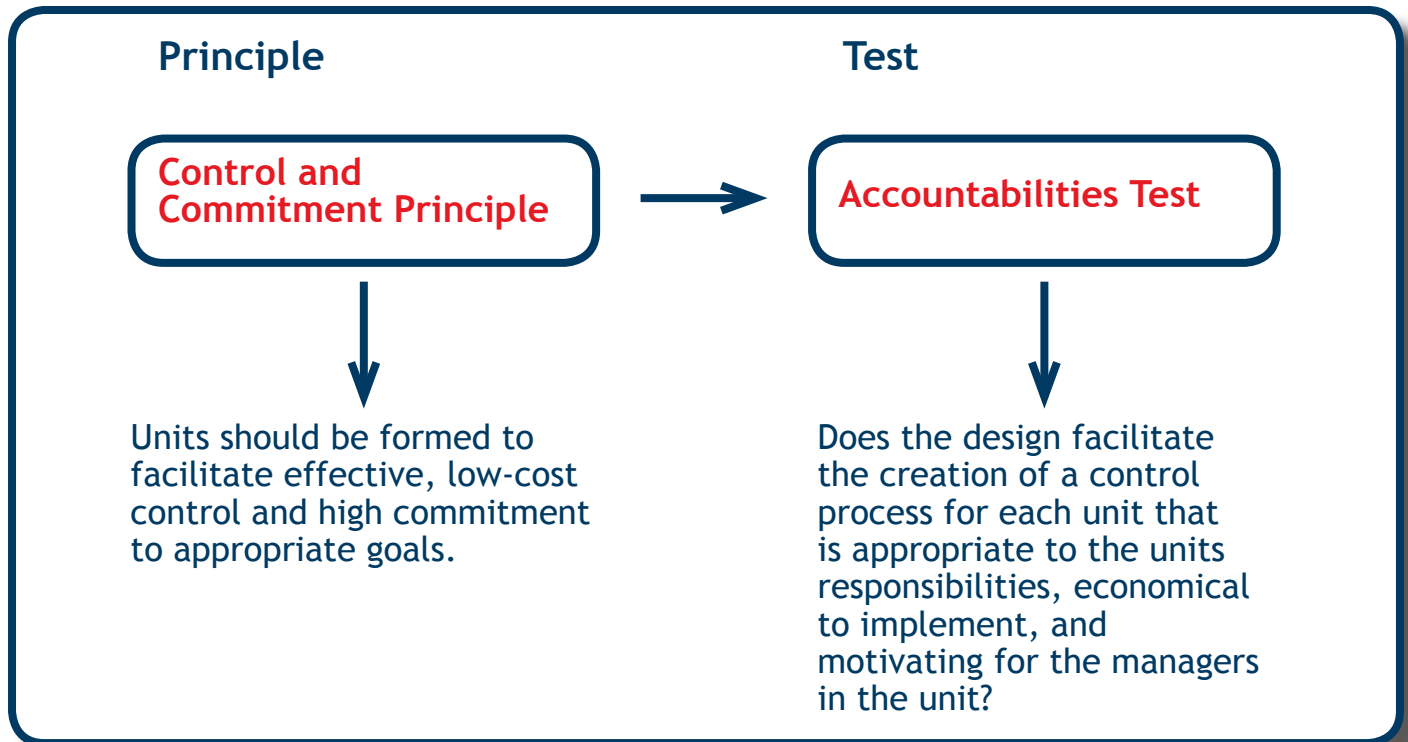 Principle
Test
Control and
Commitment Principle
Accountabilities Test
Units should be formed to
facilitate effective, low-cost
control and high commitment
to appropriate goals.
Does the design facilitate
the creation of a control
process for each unit that
is appropriate to the units
responsibilities, economical
to implement, and
motivating for the managers
in the unit?